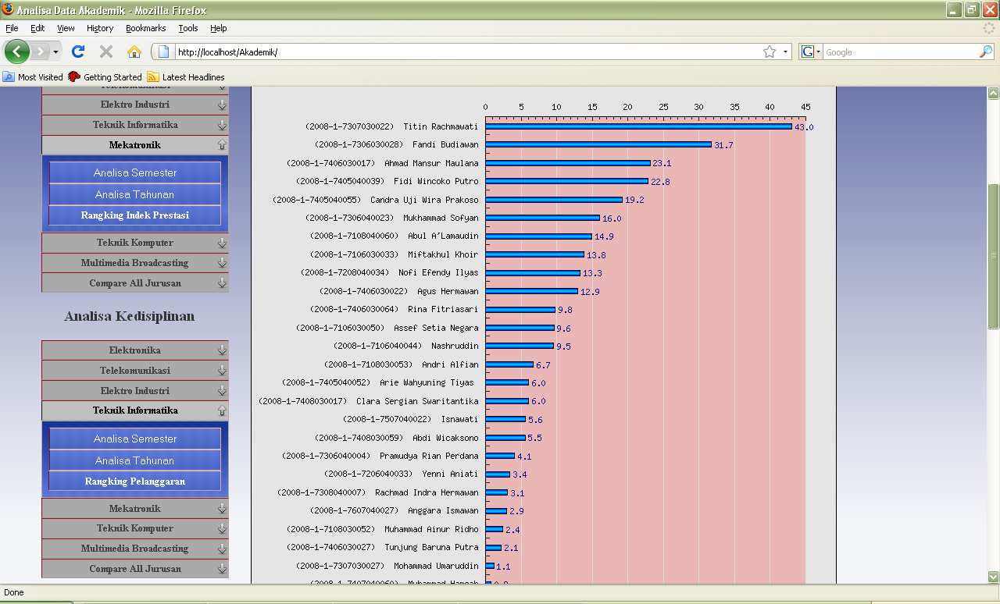 Analisa Data Akademik - Mozilla Firefox
File Edit View History Bookmarks Tools Help
http://localhost/Akademik/
G Google
Most Visited Getting Started Latest Headlines
Telekomunikasi
Elektro Industri
Teknik Informatika
Mekatronik
Analisa Semester
Analisa Tahunan
Rangking Indek Prestasi
Teknik Komputer
Multimedia Broadcasting
Compare All Jurusan
Analisa Kedisiplinan
Elektronika
Telekomunikasi
Elektro Industri
Teknik Informatika
Analisa Semester
Analisa Tahunan
Rangking Pelanggaran
Mekatronik
Teknik Komputer
Multimedia Broadcasting
Compare All Jurusan
0 5 10 15 20 25 30 35 40 45
(2008-1-7307030022) Titin Rachmawati 43.0
(2008-1-7306030028) Fandi Budiawan 31.7
(2008-1-7406030017) Ahmad Mansur Maulana 23.1
(2008-1-7405040039) Fidi Wincoko Putro 22.8
(2008-1-7405040055) Candra Uji Wira Prakoso 19.2
(2008-1-7306040023) Mukhammad Sofyan 16.0
(2008-1-7108040060) Abul A'Lamaudin 14.9
(2008-1-7106030033) Miftakhul Khoir 13.8
(2008-1-7208040034) Nofi Efendy Ilyas 13.3
(2008-1-7406030022) Agus Hermawan 12.9
(2008-1-7406030064) Rina Fitriasari 9.8
(2008-1-7106030050) Assef Setia Negara 9.6
(2008-1-7106040044) Nashruddin 9.5
(2008-1-7108030053) Andri Alfian 6.7
(2008-1-7405040052) Arie Wahyuning Tiyas 6.0
(2008-1-7408030017) Clara Sergian Swaritantika 6.0
(2008-1-7507040022) Isnawati 5.6
(2008-1-7408030059) Abdi Wicaksono 5.5
(2008-1-7306040004) Pramudya Rian Perdana 4.1
(2008-1-7206040033) Yenni Aniati 3.4
(2008-1-7308040007) Rachmad Indra Hermawan 3.1
(2008-1-7607040027) Anggara Ismawan 2.9
(2008-1-7108030052) Muhammad Ainur Ridho 2.4
(2008-1-7406030027) Tunjung Baruna Putra 2.1
(2008-1-7307030027) Mohammad Umaruddin 1.1
(2008-1-7407040060) Muhammad
Done